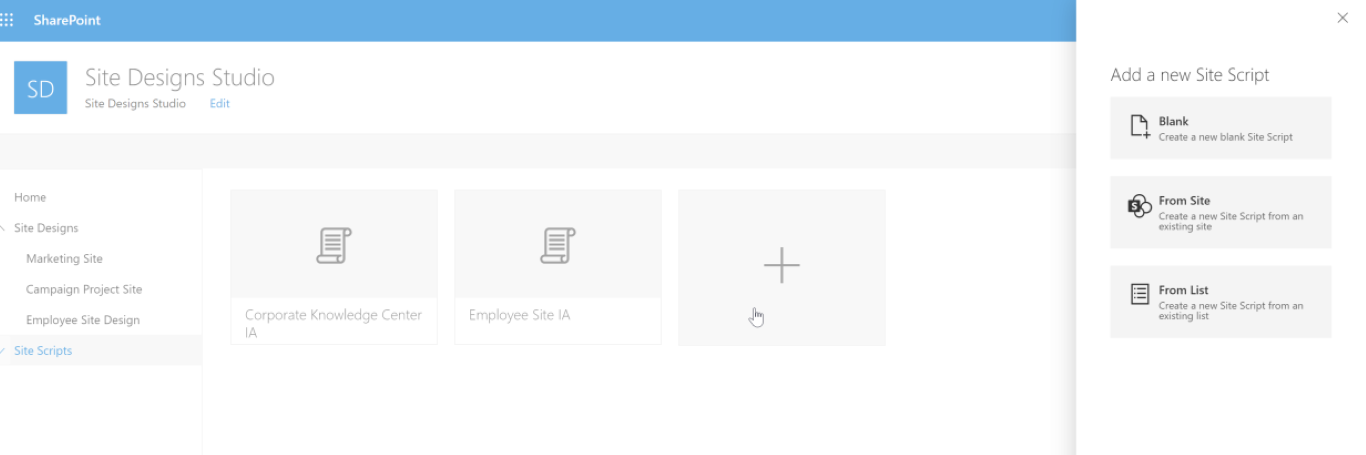 SharePoint
SD
Site Designs Studio
Site Designs Studio Edit
Home
Site Designs
Marketing Site
Campaign Project Site
Employee Site Design
Site Scripts
Corporate Knowledge Center
IA
Employee Site IA
Add a new Site Script
Blank
Create a new blank Site Script
S
From Site
Create a new Site Script from an
existing site
From List
Create a new Site Script from an
existing list